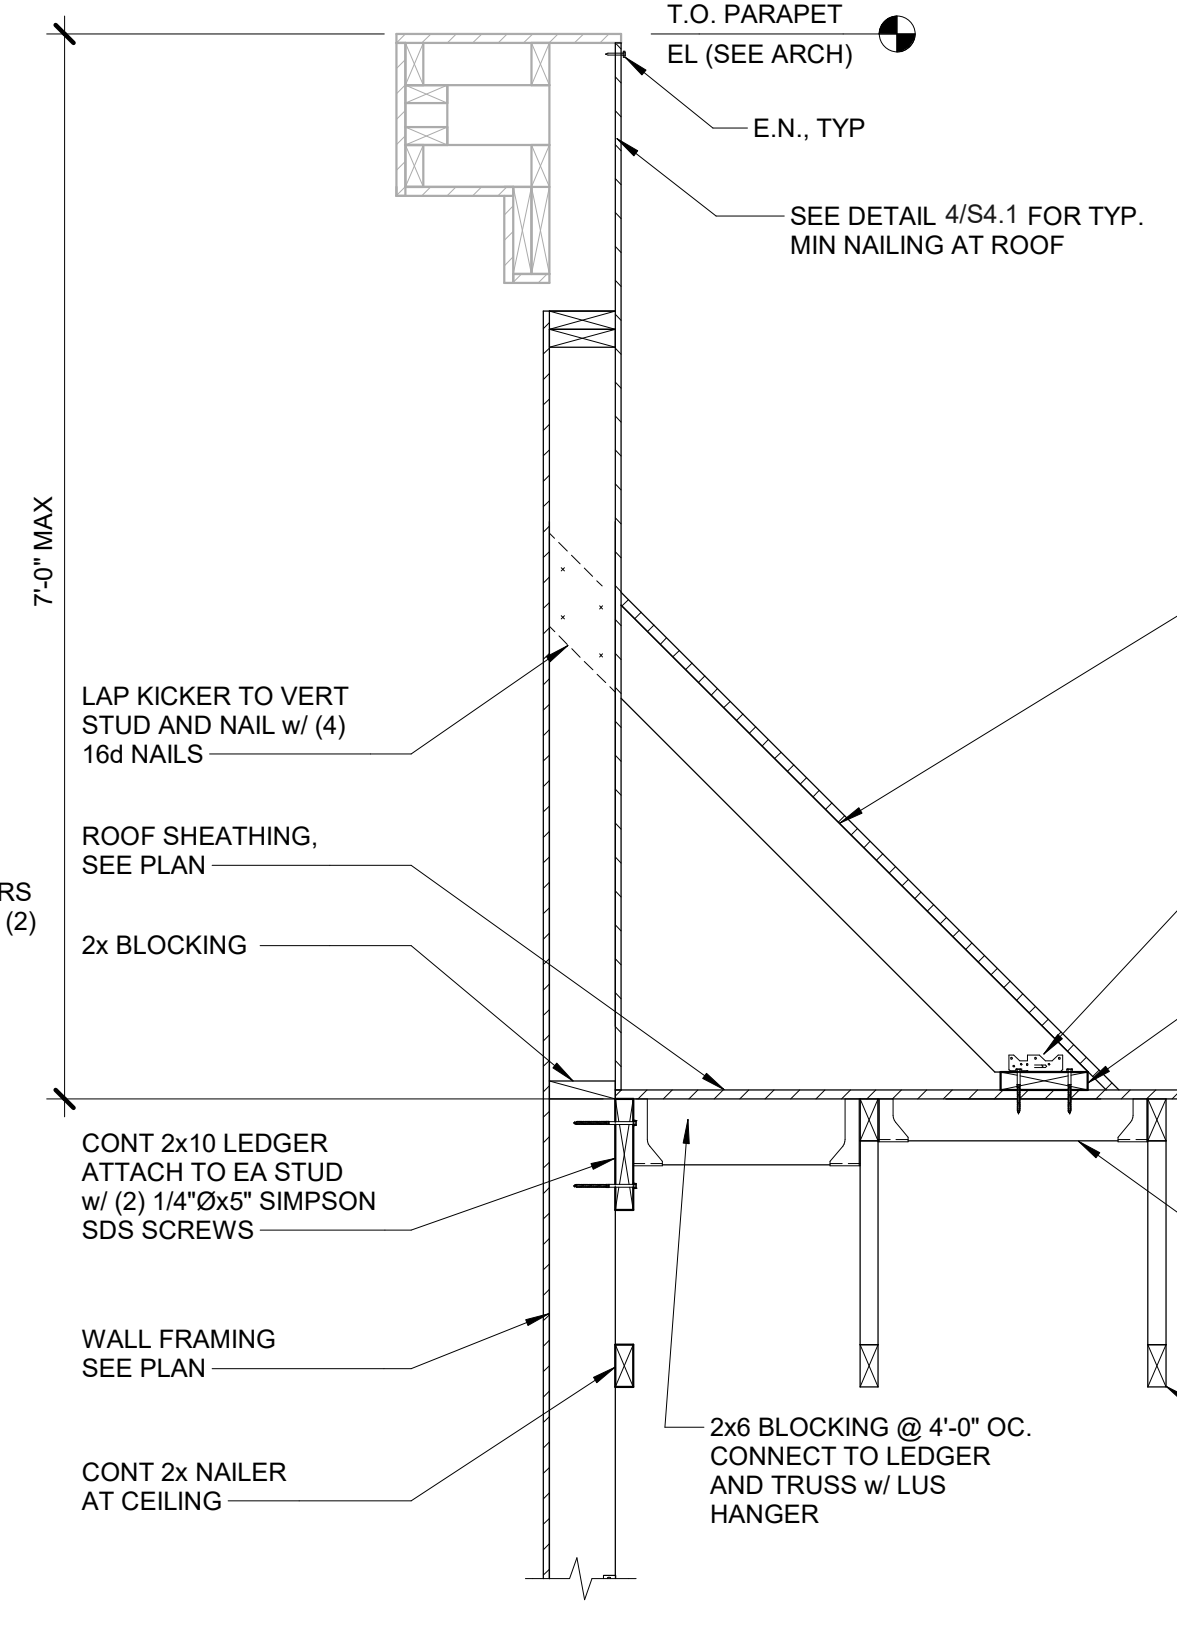 T.O. PARAPET
EL (SEE ARCH)
E.N., TYP
SEE DETAIL 4/S4.1 FOR TYP.
MIN NAILING AT ROOF
7'-0" MAX
LAP KICKER TO VERT
STUD AND NAIL w/ (4)
16d NAILS
ROOF SHEATHING,
SEE PLAN
RS
(2)
2x BLOCKING
CONT 2x10 LEDGER
ATTACH TO EA STUD
w/ (2) 1/4"Øx5" SIMPSON
SDS SCREWS
WALL FRAMING
SEE PLAN
2x6 BLOCKING @ 4'-0" OC.
CONNECT TO LEDGER
AND TRUSS w/ LUS
HANGER
CONT 2x NAILER
AT CEILING